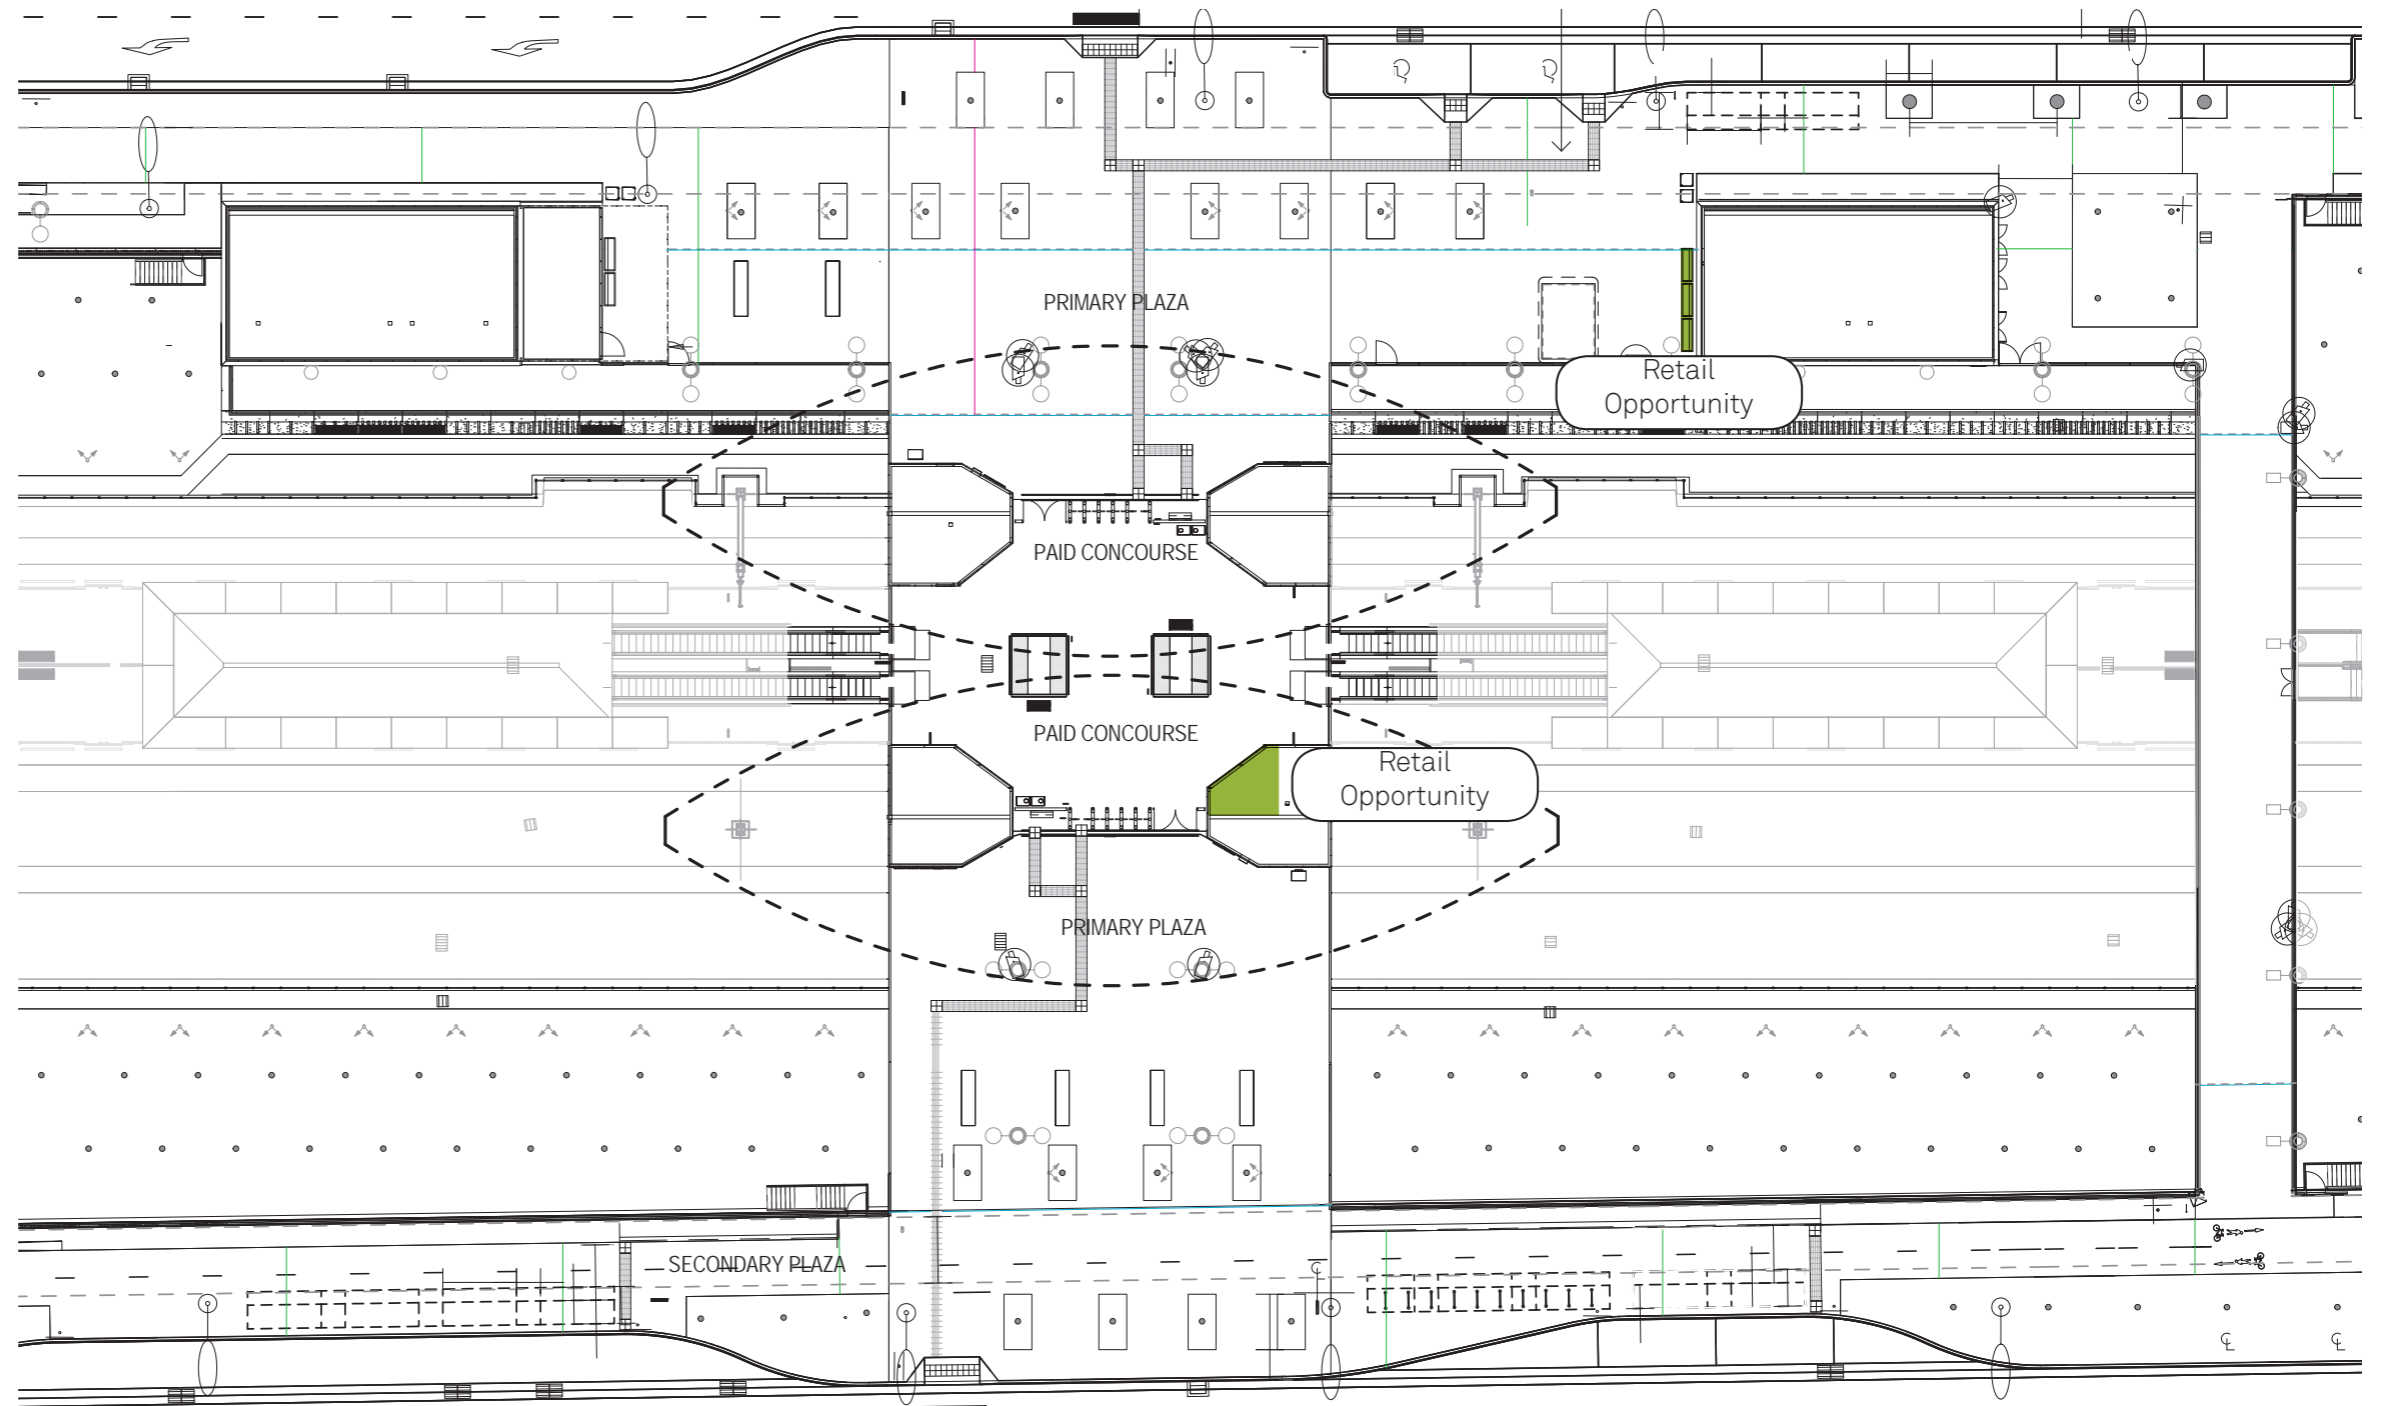 PRIMARY PLAZA
Retail
Opportunity
PAID CONCOURSE
PAID CONCOURSE
Retail
Opportunity
PRIMARY PLAZA
SECONDARY PLAZA